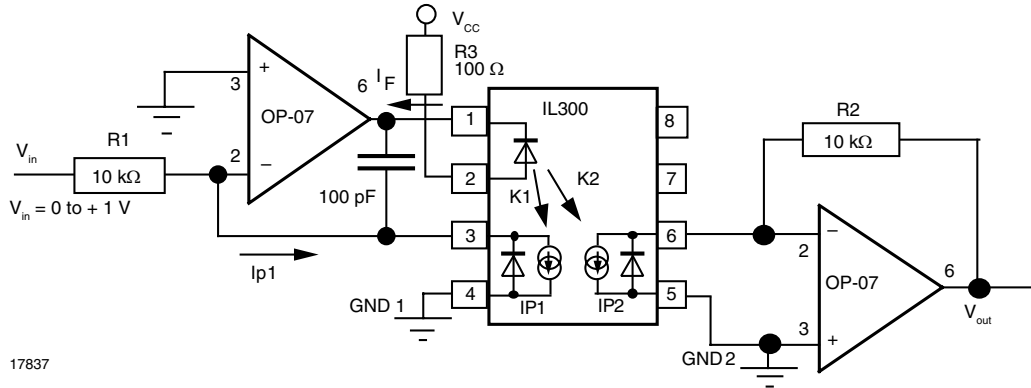 V_CC
R3
100 Ω
I_F
6
+
3
OP-07
2
–
R1
10 kΩ
V_in
V_in = 0 to + 1 V
100 pF
Ip1
GND 1
IL300
1
2
3
4
8
7
6
5
K1
K2
IP1
IP2
R2
10 kΩ
–
2
OP-07
6
3
+
V_out
GND 2
17837